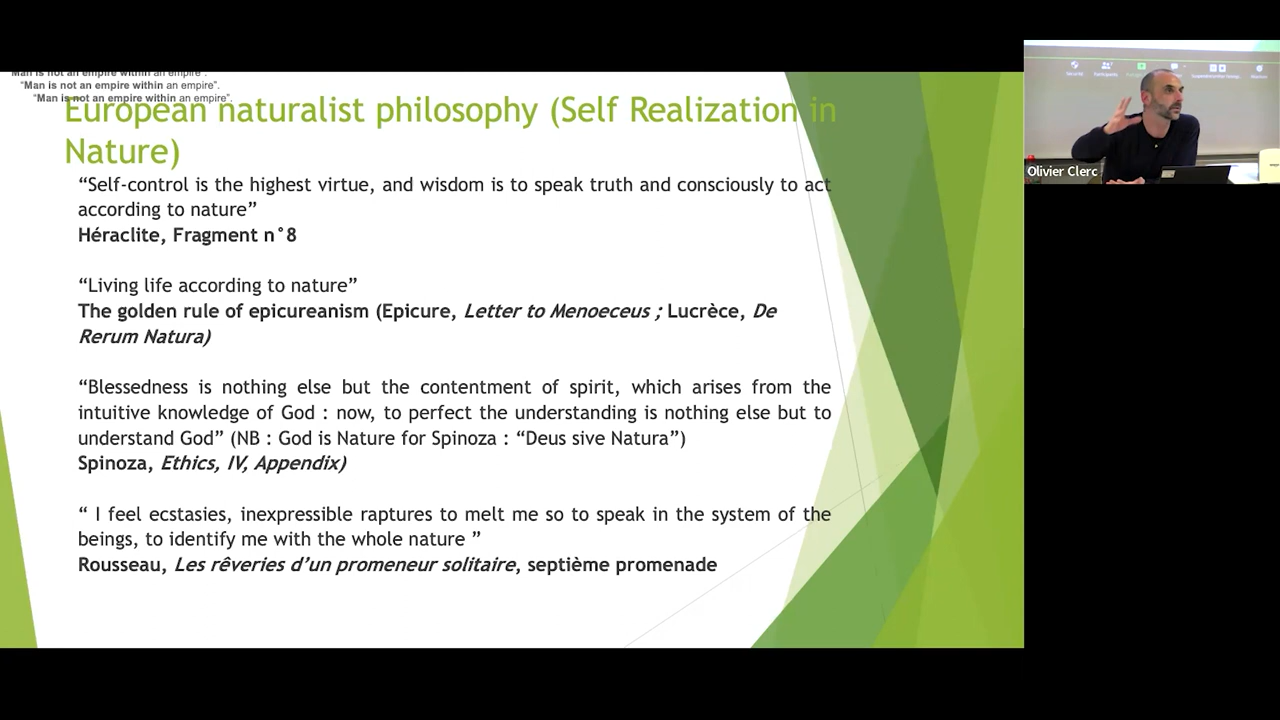 Man is not an empire within an empire".
"Man is not an empire within an empire".
"Man is not an empire within an empire".
European naturalist philosophy (Self Realization in
Nature)
“Self-control is the highest virtue, and wisdom is to speak truth and consciously to act
according to nature”
Héraclite, Fragment n°8
“Living life according to nature”
The golden rule of epicureanism (Epicure, Letter to Menoeceus ; Lucrèce, De
Rerum Natura)
“Blessedness is nothing else but the contentment of spirit, which arises from the
intuitive knowledge of God : now, to perfect the understanding is nothing else but to
understand God” (NB : God is Nature for Spinoza : “Deus sive Natura”)
Spinoza, Ethics, IV, Appendix)
“ I feel ecstasies, inexpressible raptures to melt me so to speak in the system of the
beings, to identify me with the whole nature ”
Rousseau, Les rêveries d’un promeneur solitaire, septième promenade
Olivier Clerc